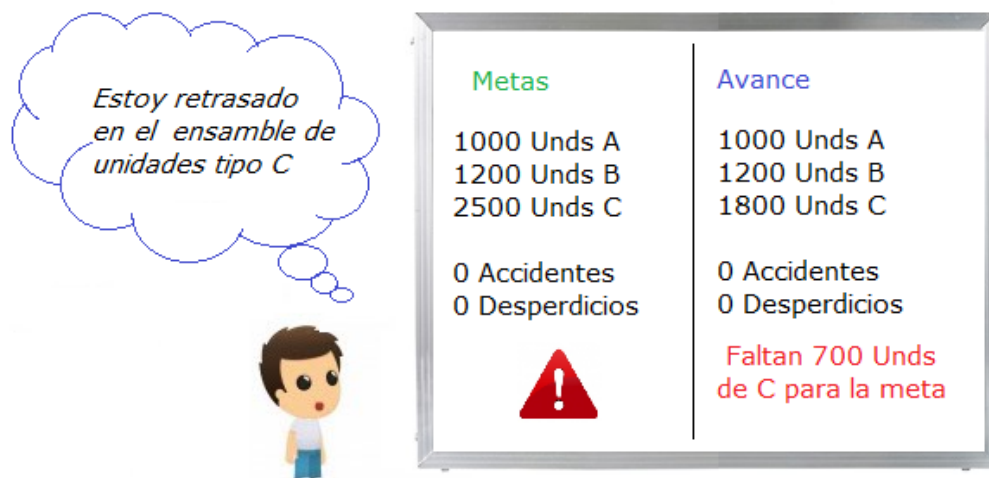 Estoy retrasado
en el ensamble de
unidades tipo C
Metas
1000 Unds A
1200 Unds B
2500 Unds C
0 Accidentes
0 Desperdicios
!
Avance
1000 Unds A
1200 Unds B
1800 Unds C
0 Accidentes
0 Desperdicios
Faltan 700 Unds
de C para la meta